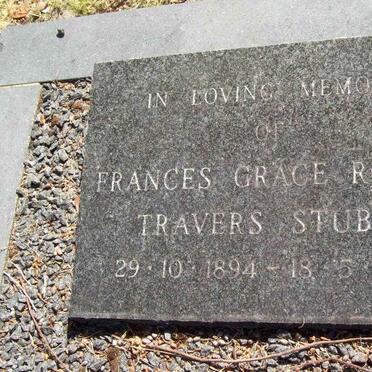 IN LOVING MEMO
OF
FRANCES GRACE R
TRAVERS STUB
29·10·1894 - 18·5